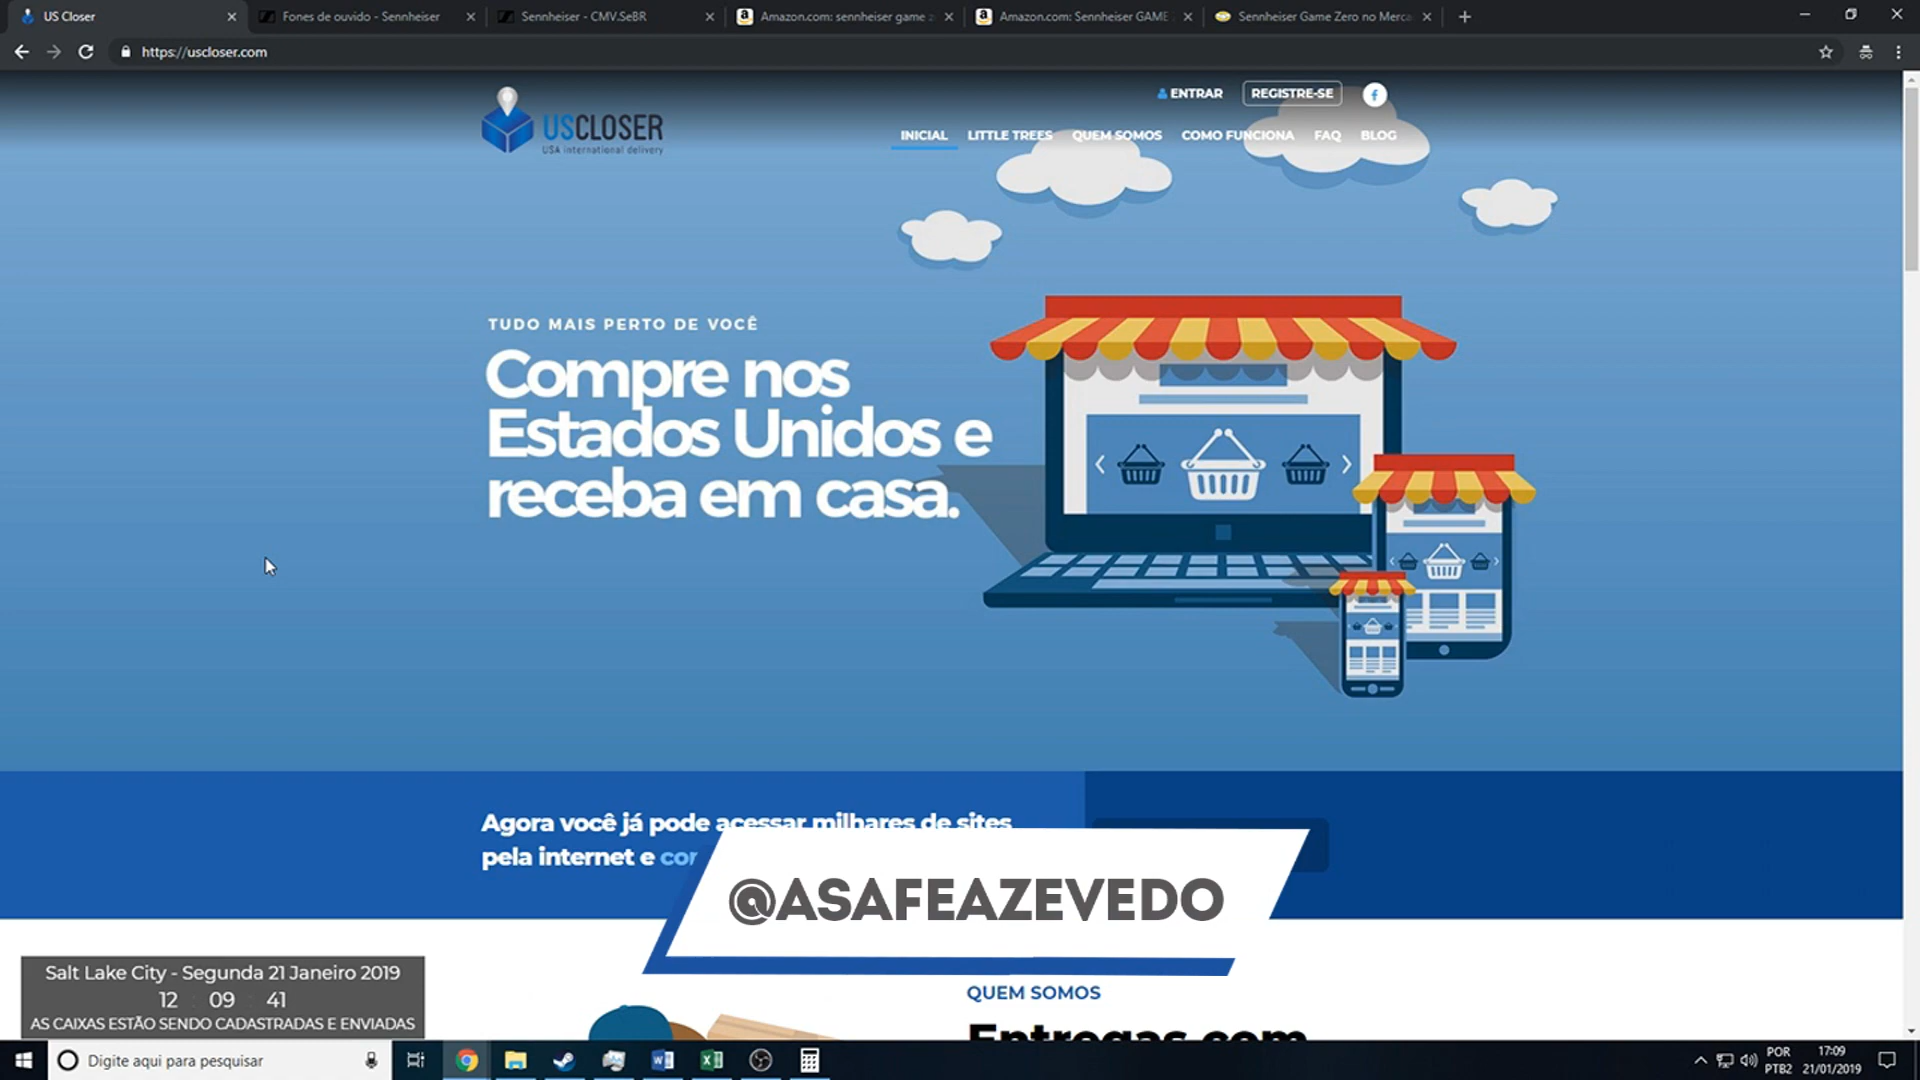 US Closer
Fones de ouvido - Sennheiser
Sennheiser - CMV.SeBR
Amazon.com: sennheiser game z
Amazon.com: Sennheiser GAME
Sennheiser Game Zero no Merca
https://uscloser.com
ENTRAR
REGISTRE-SE
USCLOSER
USA international delivery
INICIAL
LITTLE TREES
QUEM SOMOS
COMO FUNCIONA
FAQ
BLOG
TUDO MAIS PERTO DE VOCÊ
Compre nos
Estados Unidos e
receba em casa.
Agora você já pode acessar milhares de sites
pela internet e
@ASAFEAZEVEDO
Salt Lake City - Segunda 21 Janeiro 2019
12 09 41
AS CAIXAS ESTÃO SENDO CADASTRADAS E ENVIADAS
QUEM SOMOS
Entregas com
Digite aqui para pesquisar
POR
PTB2
17:09
21/01/2019